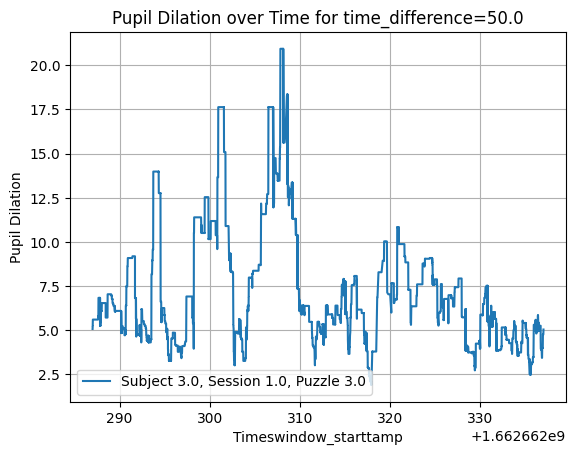 Pupil Dilation over Time for time_difference=50.0
20.0
17.5
15.0
12.5
10.0
7.5
5.0
2.5
Pupil Dilation
Subject 3.0, Session 1.0, Puzzle 3.0
290 300 310 320 330
Timeswindow_starttamp
+1.662662e9